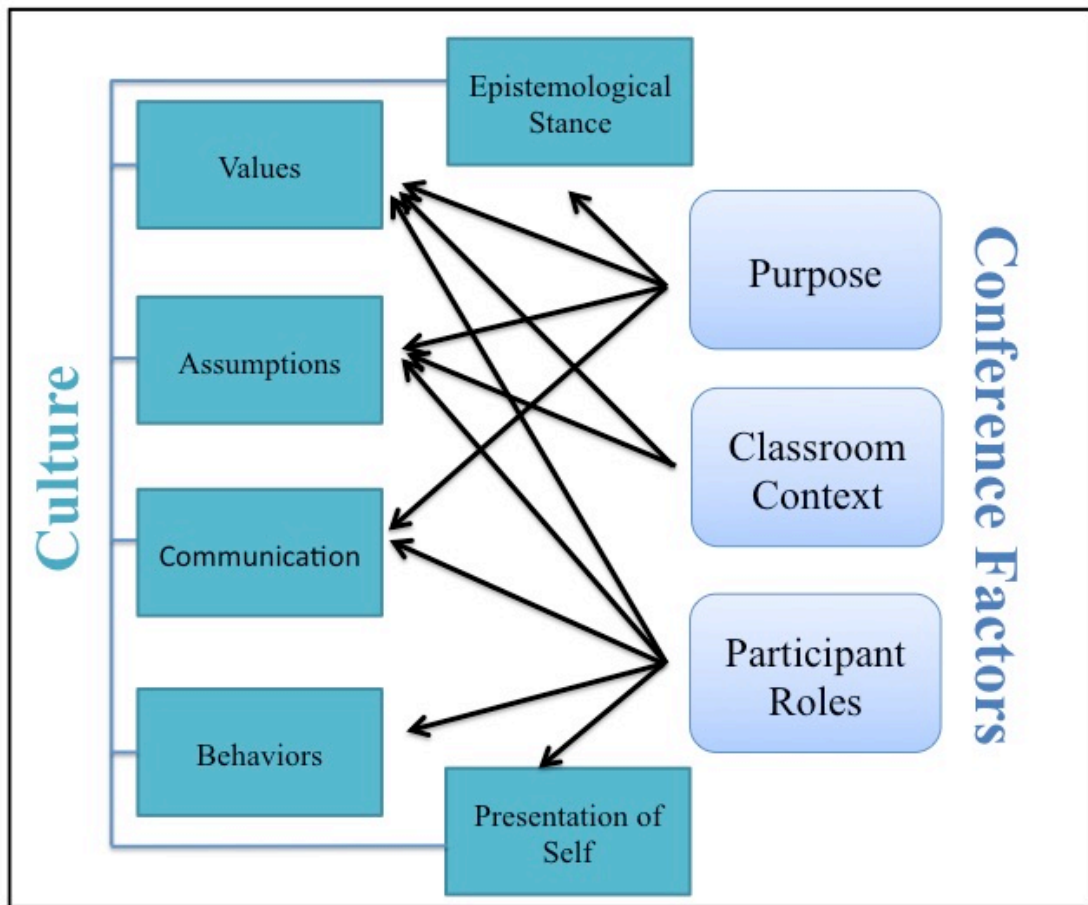 Epistemological
Stance
Values
Assumptions
Communication
Behaviors
Presentation of
Self
Culture
Purpose
Classroom
Context
Participant
Roles
Conference Factors